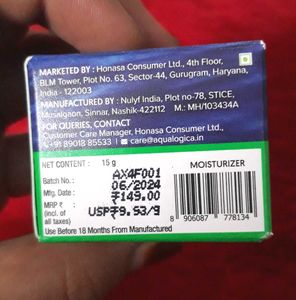 MARKETED BY : Honasa Consumer Ltd., 4th Floor,
BLM Tower, Plot No. 63, Sector-44, Gurugram, Haryana,
India - 122003
MANUFACTURED BY : Nulyf India, Plot no-78, STICE,
Musalgaon, Sinnar, Nashik-422112 M.: MH/103434A
FOR QUERIES, CONTACT
Customer Care Manager, Honasa Consumer Ltd.,
+91 89018 85533 care@aqualogica.in
NET CONTENT : 15 g
Batch No. : AX4F001
Mfg. Date : 06/2024
MRP ₹ : ₹149.00
(incl. of
all taxes) USP₹9.93/g
Use Before 18 Months From Manufacture
MOISTURIZER
8 906087 778134